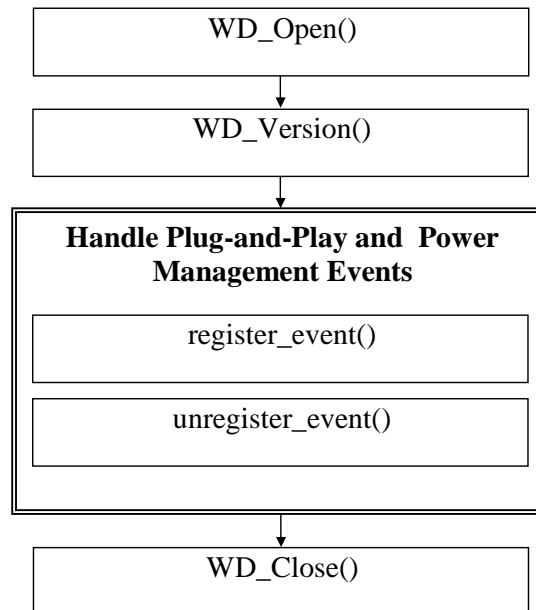 WD_Open()
WD_Version()
Handle Plug-and-Play and Power
Management Events
register_event()
unregister_event()
WD_Close()